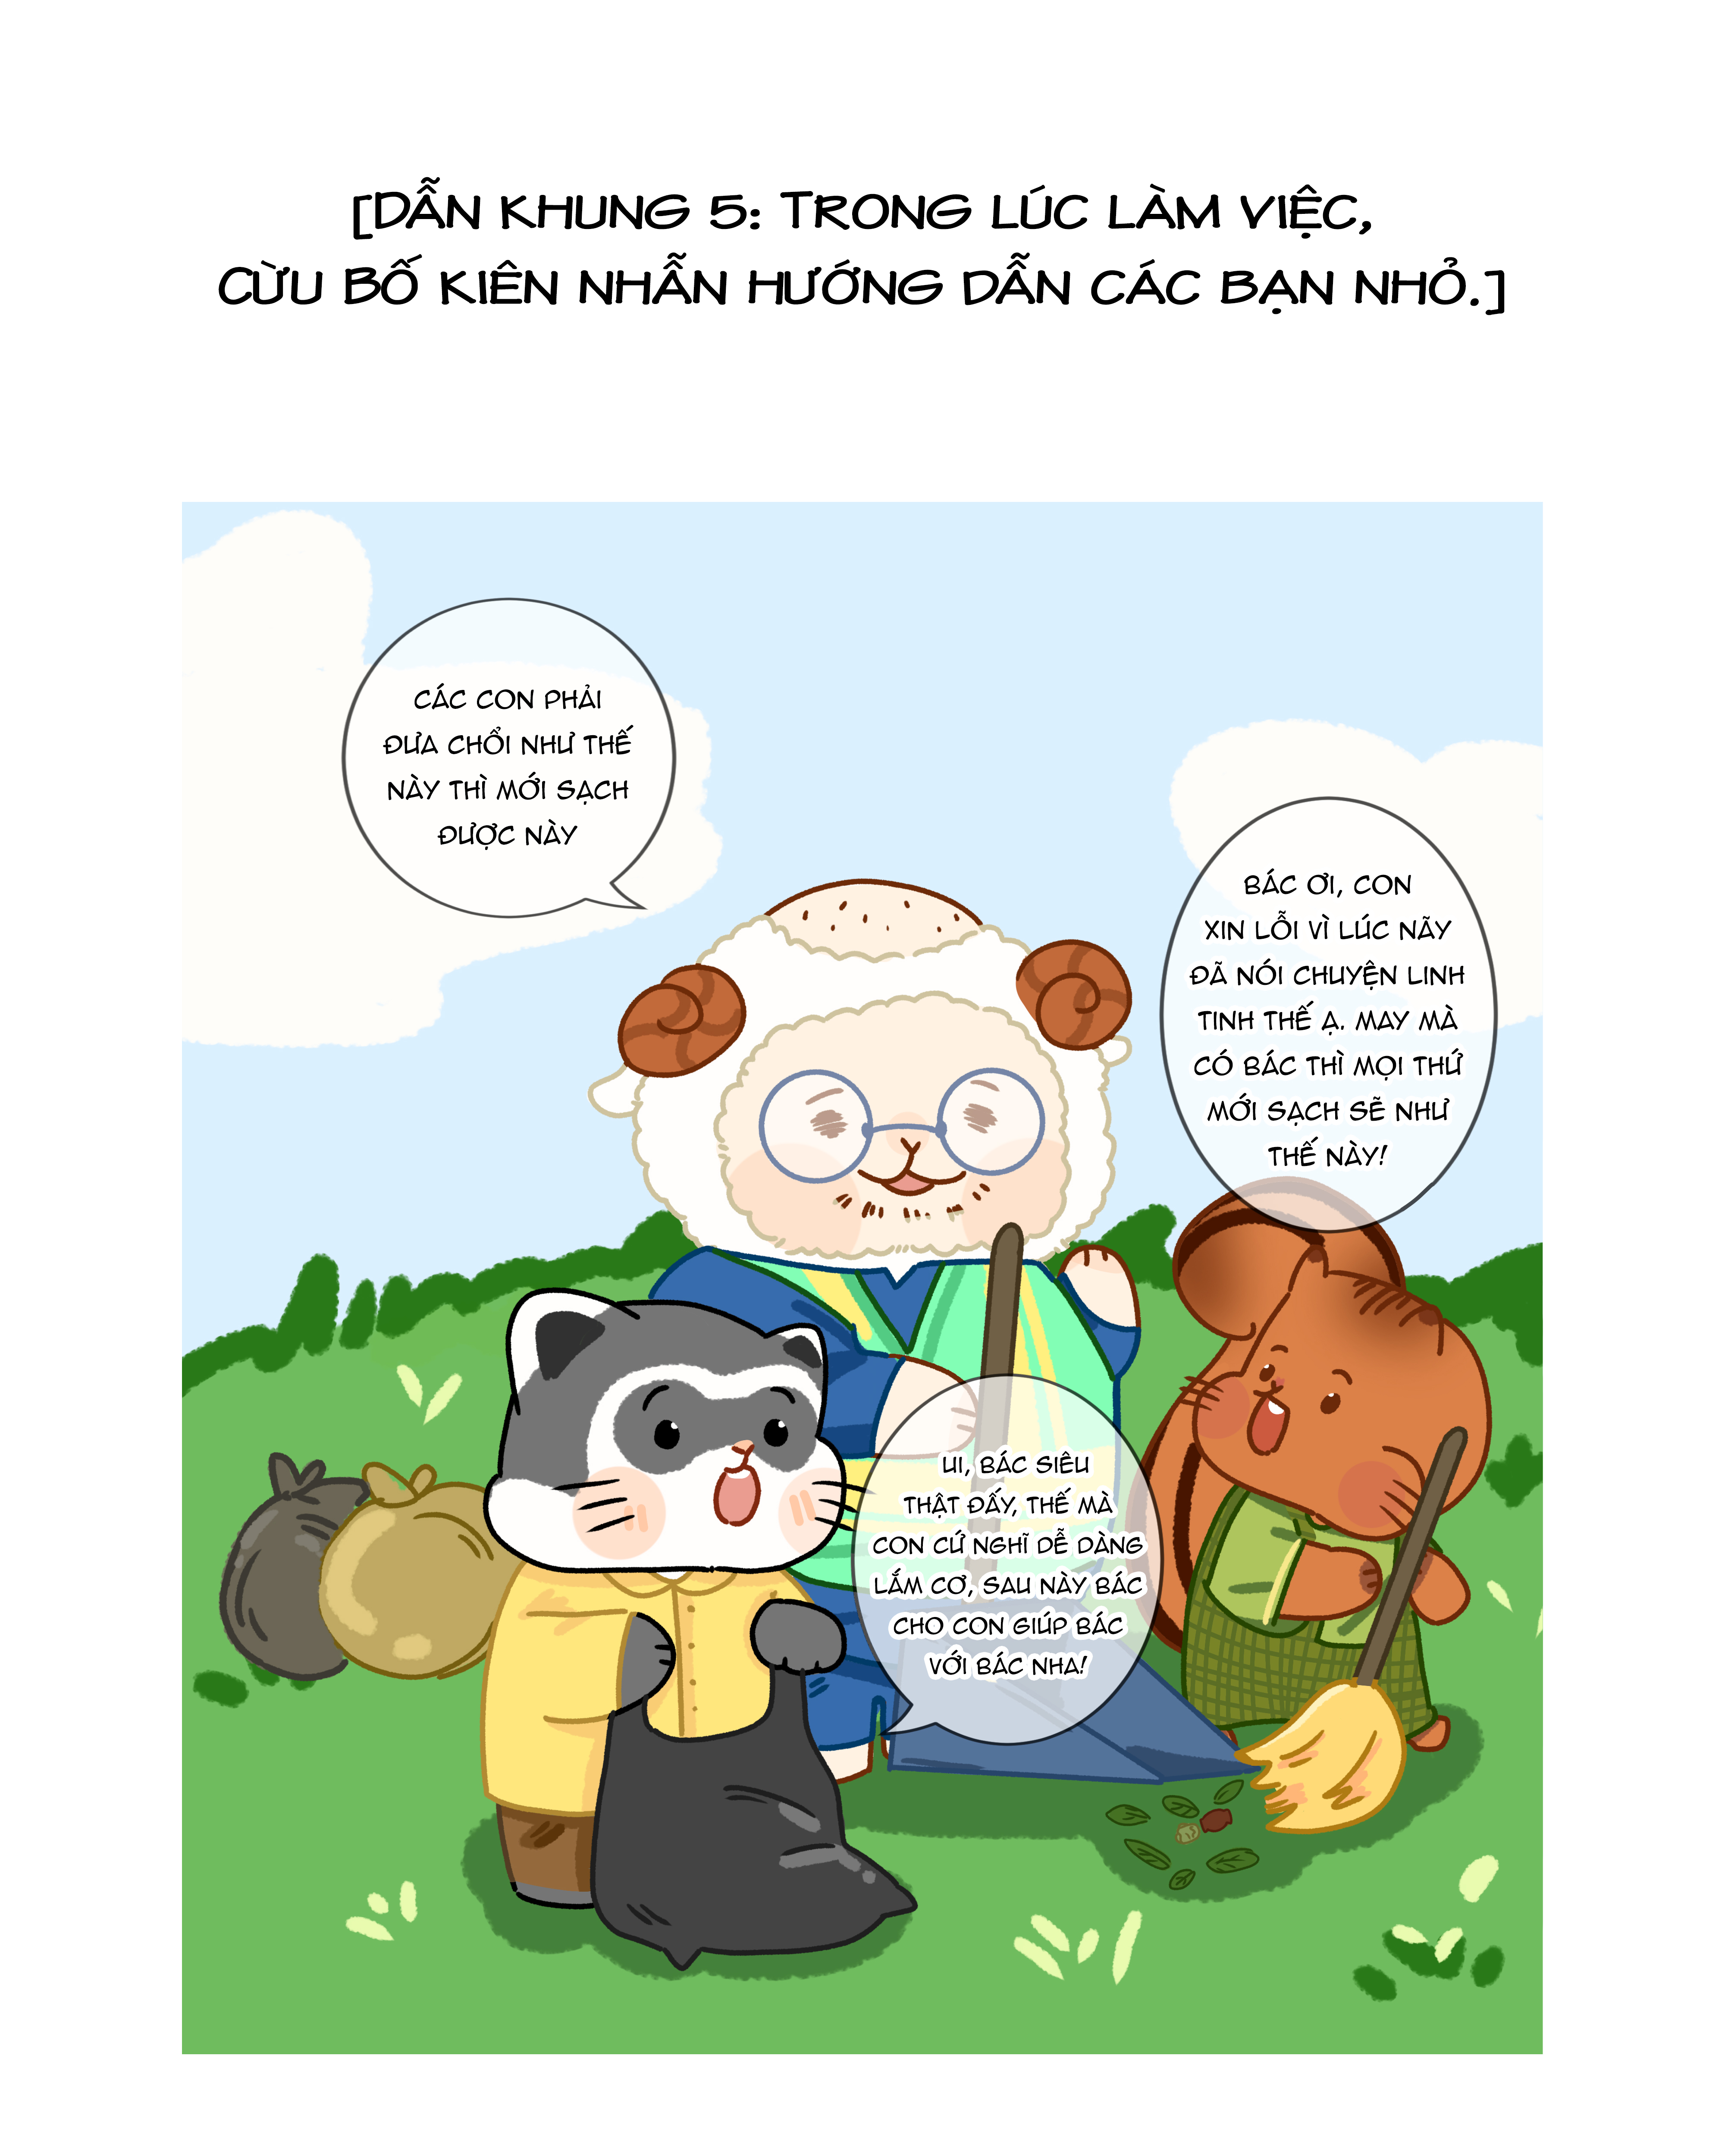 [DẪN KHUNG 5: TRONG LÚC LÀM VIỆC,
CỪU BỐ KIÊN NHẪN HƯỚNG DẪN CÁC BẠN NHỎ.]
CÁC CON PHẢI
ĐƯA CHỔI NHƯ THẾ
NÀY THÌ MỚI SẠCH
ĐƯỢC NÀY
BÁC ƠI, CON
XIN LỖI VÌ LÚC NÃY
ĐÃ NÓI CHUYỆN LINH
TINH THẾ Ạ. MAY MÀ
CÓ BÁC THÌ MỌI THỨ
MỚI SẠCH SẼ NHƯ
THẾ NÀY!
UI, BÁC SIÊU
THẬT ĐẤY, THẾ MÀ
CON CỨ NGHĨ DỄ DÀNG
LẮM CƠ, SAU NÀY BÁC
CHO CON GIÚP BÁC
VỚI BÁC NHA!